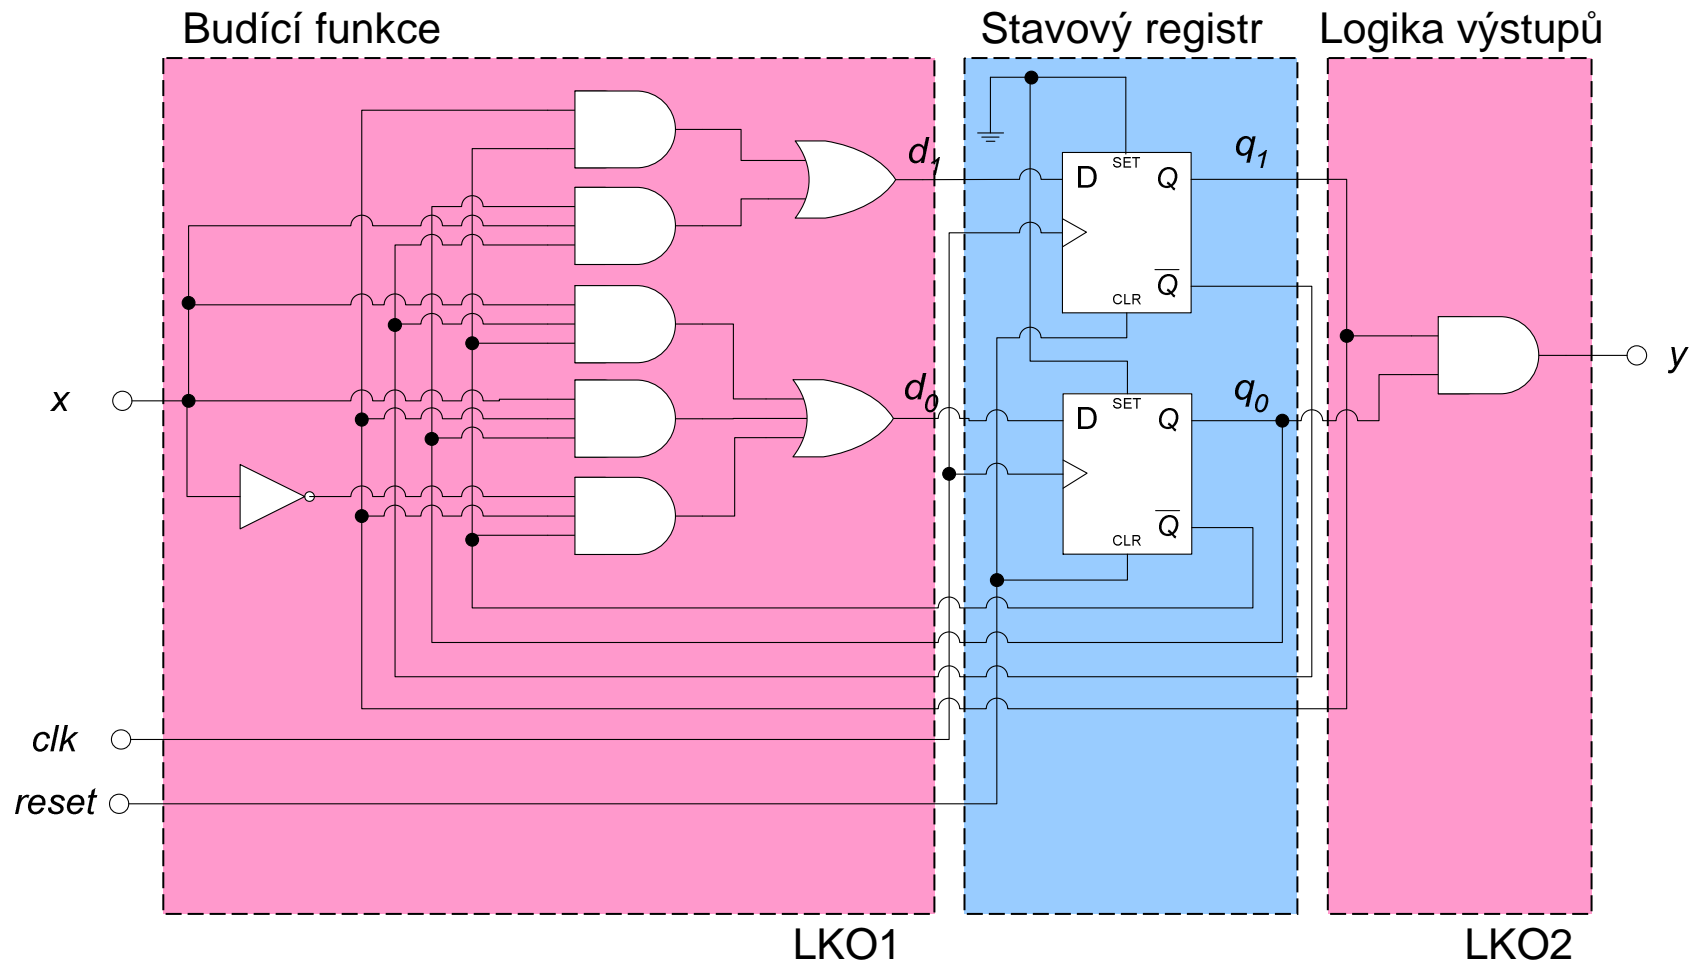 Budící funkce
Stavový registr
Logika výstupů
d1
q1
SET
D
Q
Q
CLR
x
d0
q0
SET
D
Q
Q
CLR
y
clk
reset
LKO1
LKO2